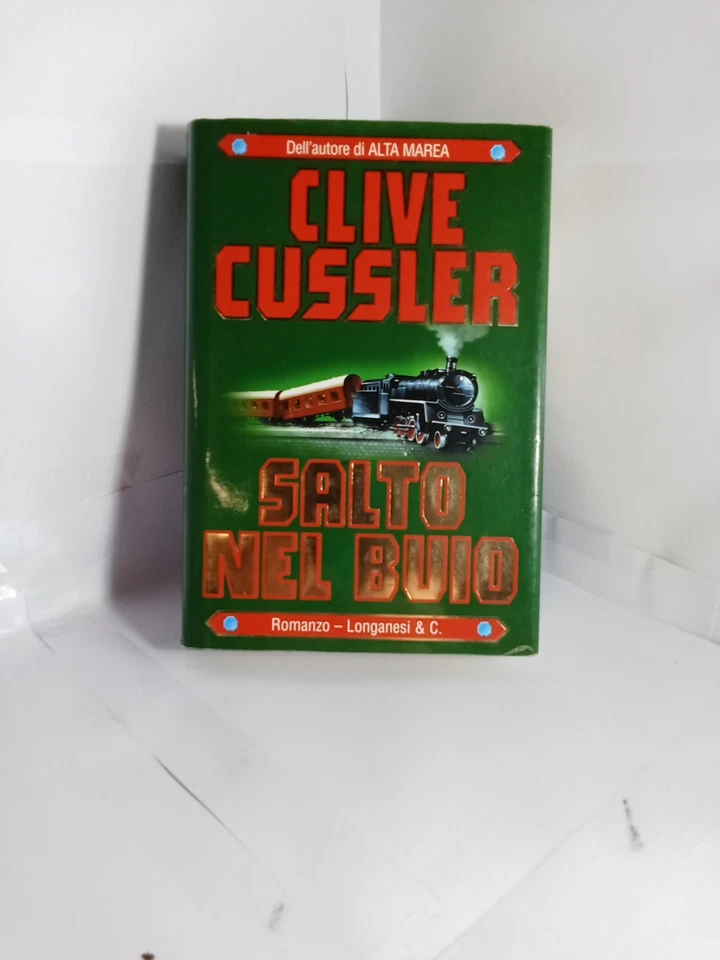 Dell'autore di ALTA MAREA
CLIVE
CUSSLER
SALTO
NEL BUIO
Romanzo – Longanesi & C.